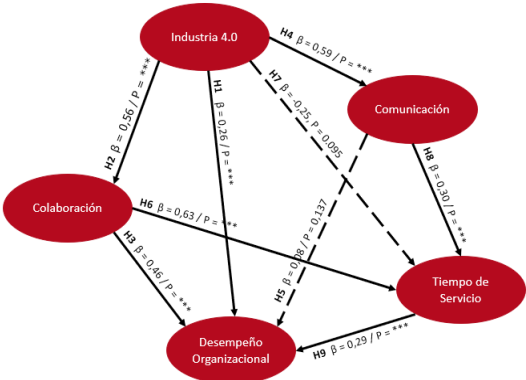 Industria 4.0
H4 β = 0,59 / P = ***
H2 β = 0,56 / P = ***
H1 β = 0,26 / P = ***
H7 β = -0,25, P = 0.095
Comunicación
H8 β = 0,30 / P = ***
Colaboración
H6 β = 0,63 / P = ***
H3 β = 0,46 / P = ***
H5 β = 0,08 / P = 0,137
Tiempo de
Servicio
Desempeño
Organizacional
H9 β = 0,29 / P = ***